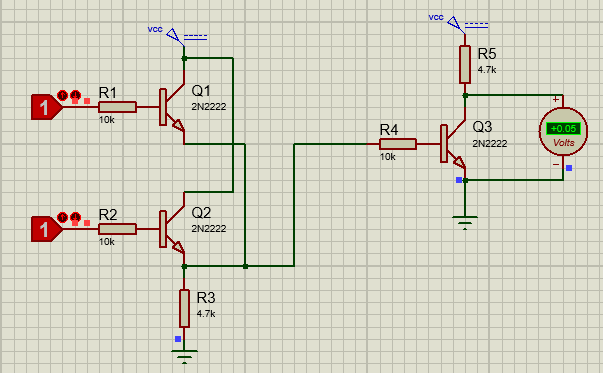 vcc
vcc
R5
4.7k
R1
Q1
1
10k
2N2222
+
+0.05
Volts
−
R4
Q3
10k
2N2222
R2
Q2
1
10k
2N2222
R3
4.7k